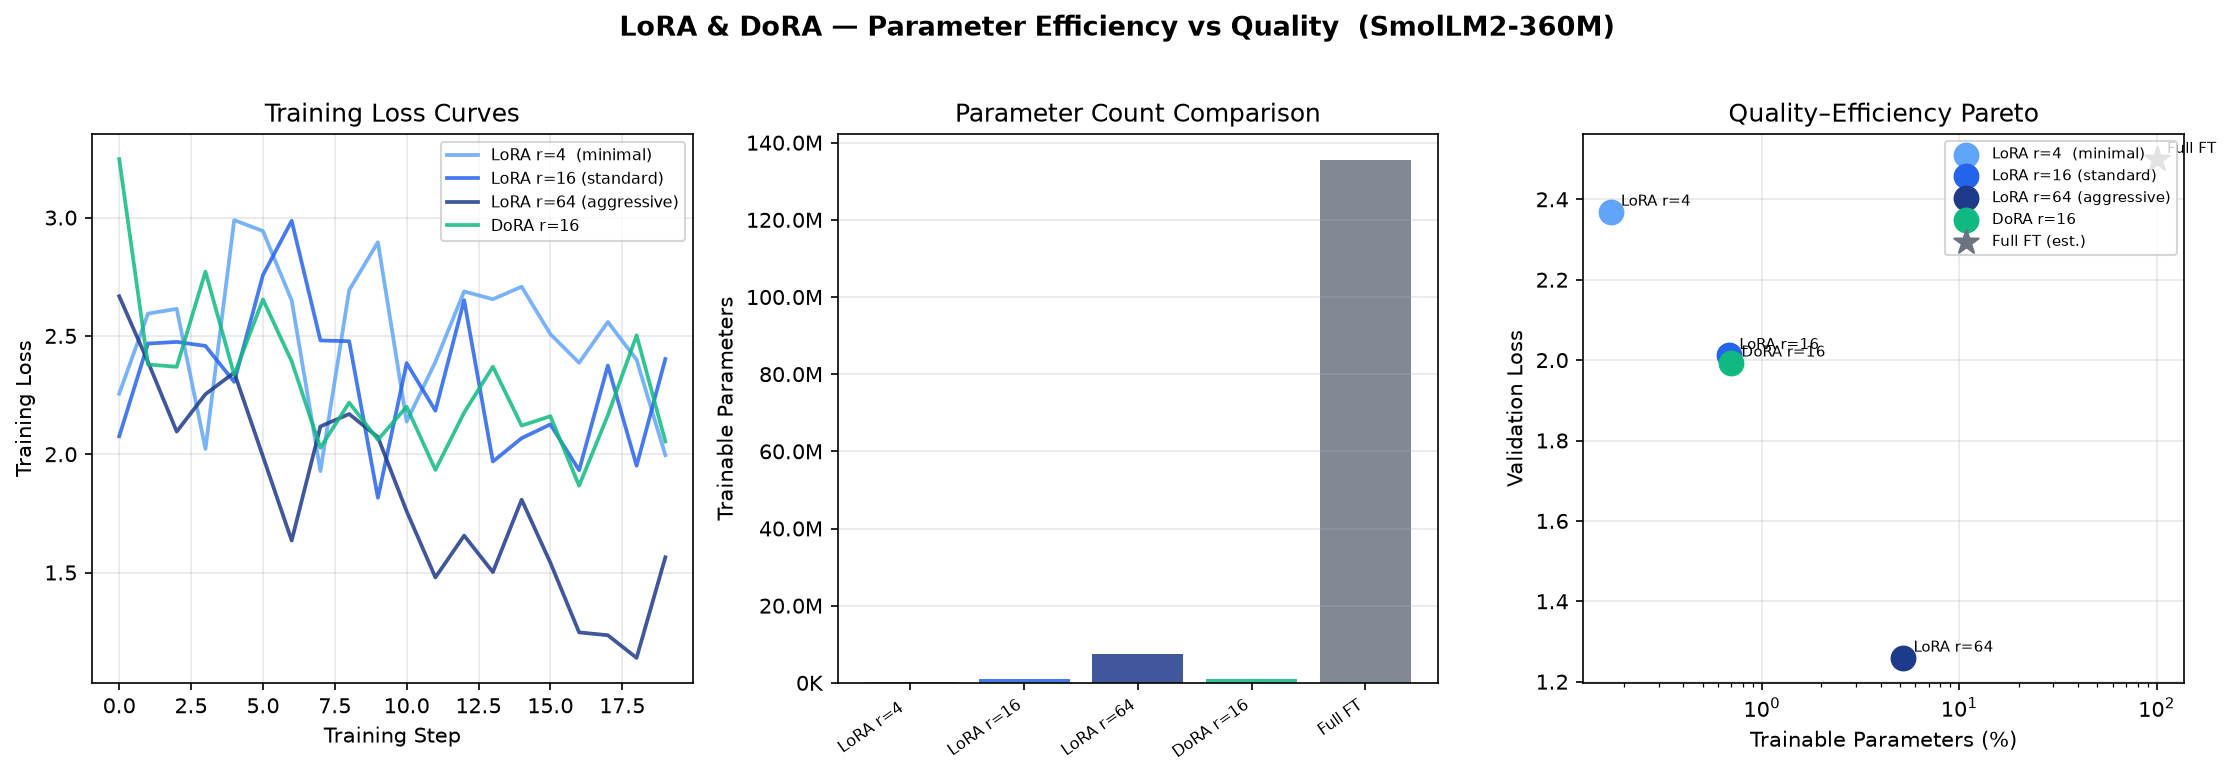 LoRA & DoRA — Parameter Efficiency vs Quality  (SmolLM2-360M)
Training Loss Curves
Training Loss
3.0
2.5
2.0
1.5
LoRA r=4  (minimal)
LoRA r=16 (standard)
LoRA r=64 (aggressive)
DoRA r=16
0.0 2.5 5.0 7.5 10.0 12.5 15.0 17.5
Training Step
Parameter Count Comparison
Trainable Parameters
140.0M
120.0M
100.0M
80.0M
60.0M
40.0M
20.0M
0K
LoRA r=4
LoRA r=16
LoRA r=64
DoRA r=16
Full FT
Quality–Efficiency Pareto
Validation Loss
2.4
2.2
2.0
1.8
1.6
1.4
1.2
LoRA r=4  (minimal)
LoRA r=16 (standard)
LoRA r=64 (aggressive)
DoRA r=16
Full FT (est.)
Full FT
LoRA r=4
LoRA r=16
DoRA r=16
LoRA r=64
10⁰ 10¹ 10²
Trainable Parameters (%)